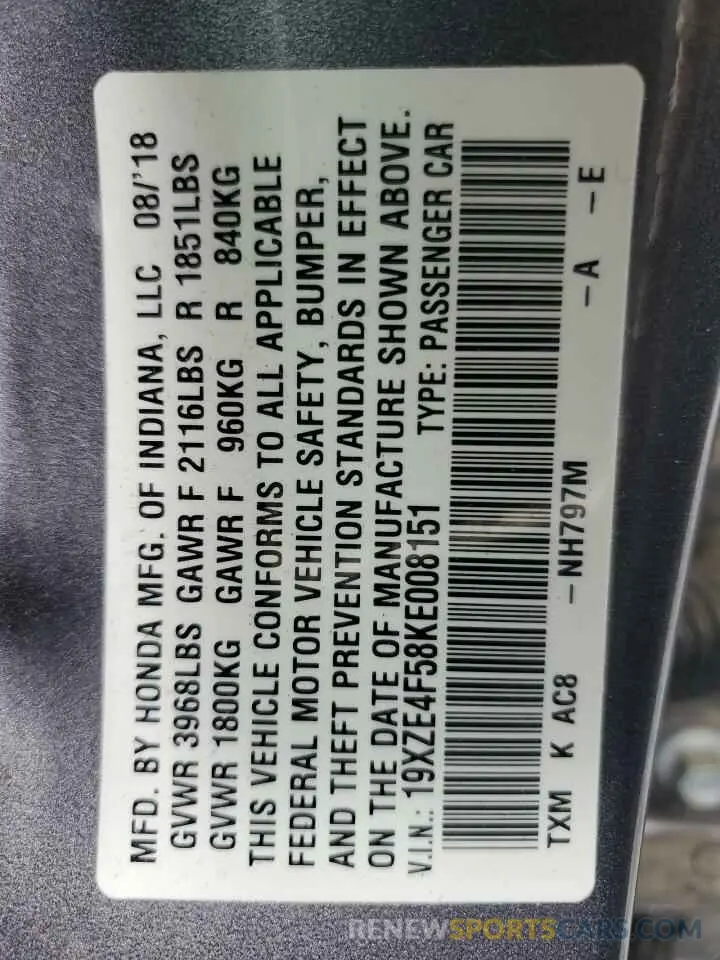 MFD. BY HONDA MFG. OF INDIANA, LLC 08/'18
GVWR 3968LBS GAWR F 2116LBS R 1851LBS
GVWR 1800KG GAWR F 960KG R 840KG
THIS VEHICLE CONFORMS TO ALL APPLICABLE
FEDERAL MOTOR VEHICLE SAFETY, BUMPER,
AND THEFT PREVENTION STANDARDS IN EFFECT
ON THE DATE OF MANUFACTURE SHOWN ABOVE.
V.I.N.: 19XZE4F58KE008151 TYPE: PASSENGER CAR
TXM K AC8 –NH797M –A –E
RENEWSPORTSCARS.COM